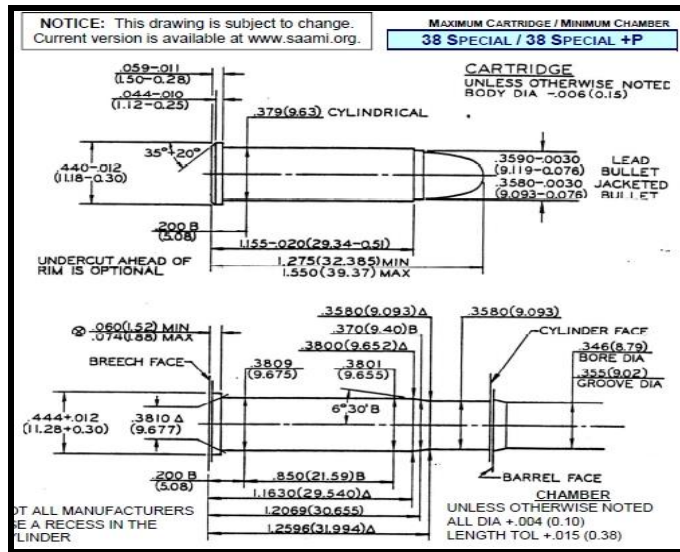 NOTICE: This drawing is subject to change.
Current version is available at www.saami.org.
MAXIMUM CARTRIDGE / MINIMUM CHAMBER
38 SPECIAL / 38 SPECIAL +P
.059-.011
(1.50-0.28)
.044-.010
(1.12-0.25)
CARTRIDGE
UNLESS OTHERWISE NOTED
BODY DIA -.006 (0.15)
.379(9.63) CYLINDRICAL
35°+20°
.440-.012
(11.18-0.30)
.3590-.0030
(9.119-0.076)
LEAD
BULLET
.3580-.0030
(9.093-0.076)
JACKETED
BULLET
.200 B
(5.08)
1.155-.020(29.34-0.51)
UNDERCUT AHEAD OF
RIM IS OPTIONAL
1.275(32.385)MIN
1.550(39.37) MAX
.3580(9.093)Δ
.3580(9.093)
.370(9.40)B
.3800(9.652)Δ
⊗ .060(1.52) MIN
.074(1.88) MAX
CYLINDER FACE
.346(8.79)
BORE DIA
BREECH FACE
.3809
(9.675)
.3801
(9.655)
.355(9.02)
GROOVE DIA
6°30'B
.444+.012
(11.28+0.30)
.3810 Δ
(9.677)
.200 B
(5.08)
.850(21.59)B
BARREL FACE
1.1630(29.540)Δ
1.2069(30.655)
1.2596(31.994)Δ
OT ALL MANUFACTURERS
SE A RECESS IN THE
YLINDER
CHAMBER
UNLESS OTHERWISE NOTED
ALL DIA +.004 (0.10)
LENGTH TOL +.015 (0.38)